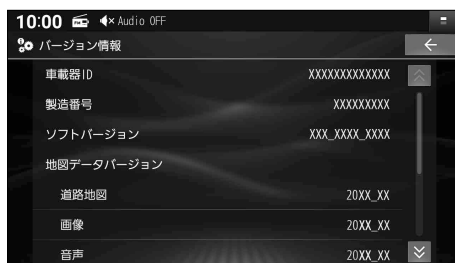 10:00 Audio OFF
バージョン情報
車載器ID XXXXXXXXXXXXX
製造番号 XXXXXXXXX
ソフトバージョン XXX_XXXX_XXXX
地図データバージョン
道路地図 20XX_XX
画像 20XX_XX
音声 20XX_XX